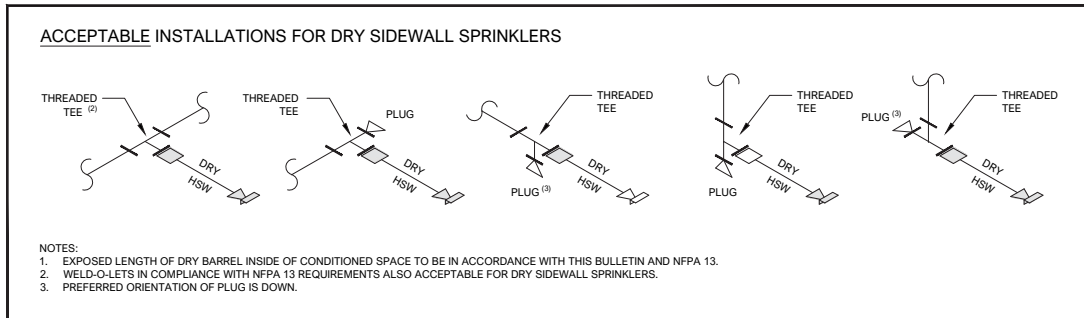 ACCEPTABLE INSTALLATIONS FOR DRY SIDEWALL SPRINKLERS
THREADED
TEE (2)
DRY
HSW
THREADED
TEE
PLUG
DRY
HSW
THREADED
TEE
PLUG (3)
DRY
HSW
THREADED
TEE
PLUG
DRY
HSW
THREADED
TEE
PLUG (3)
DRY
HSW
NOTES:
1. EXPOSED LENGTH OF DRY BARREL INSIDE OF CONDITIONED SPACE TO BE IN ACCORDANCE WITH THIS BULLETIN AND NFPA 13.
2. WELD-O-LETS IN COMPLIANCE WITH NFPA 13 REQUIREMENTS ALSO ACCEPTABLE FOR DRY SIDEWALL SPRINKLERS.
3. PREFERRED ORIENTATION OF PLUG IS DOWN.